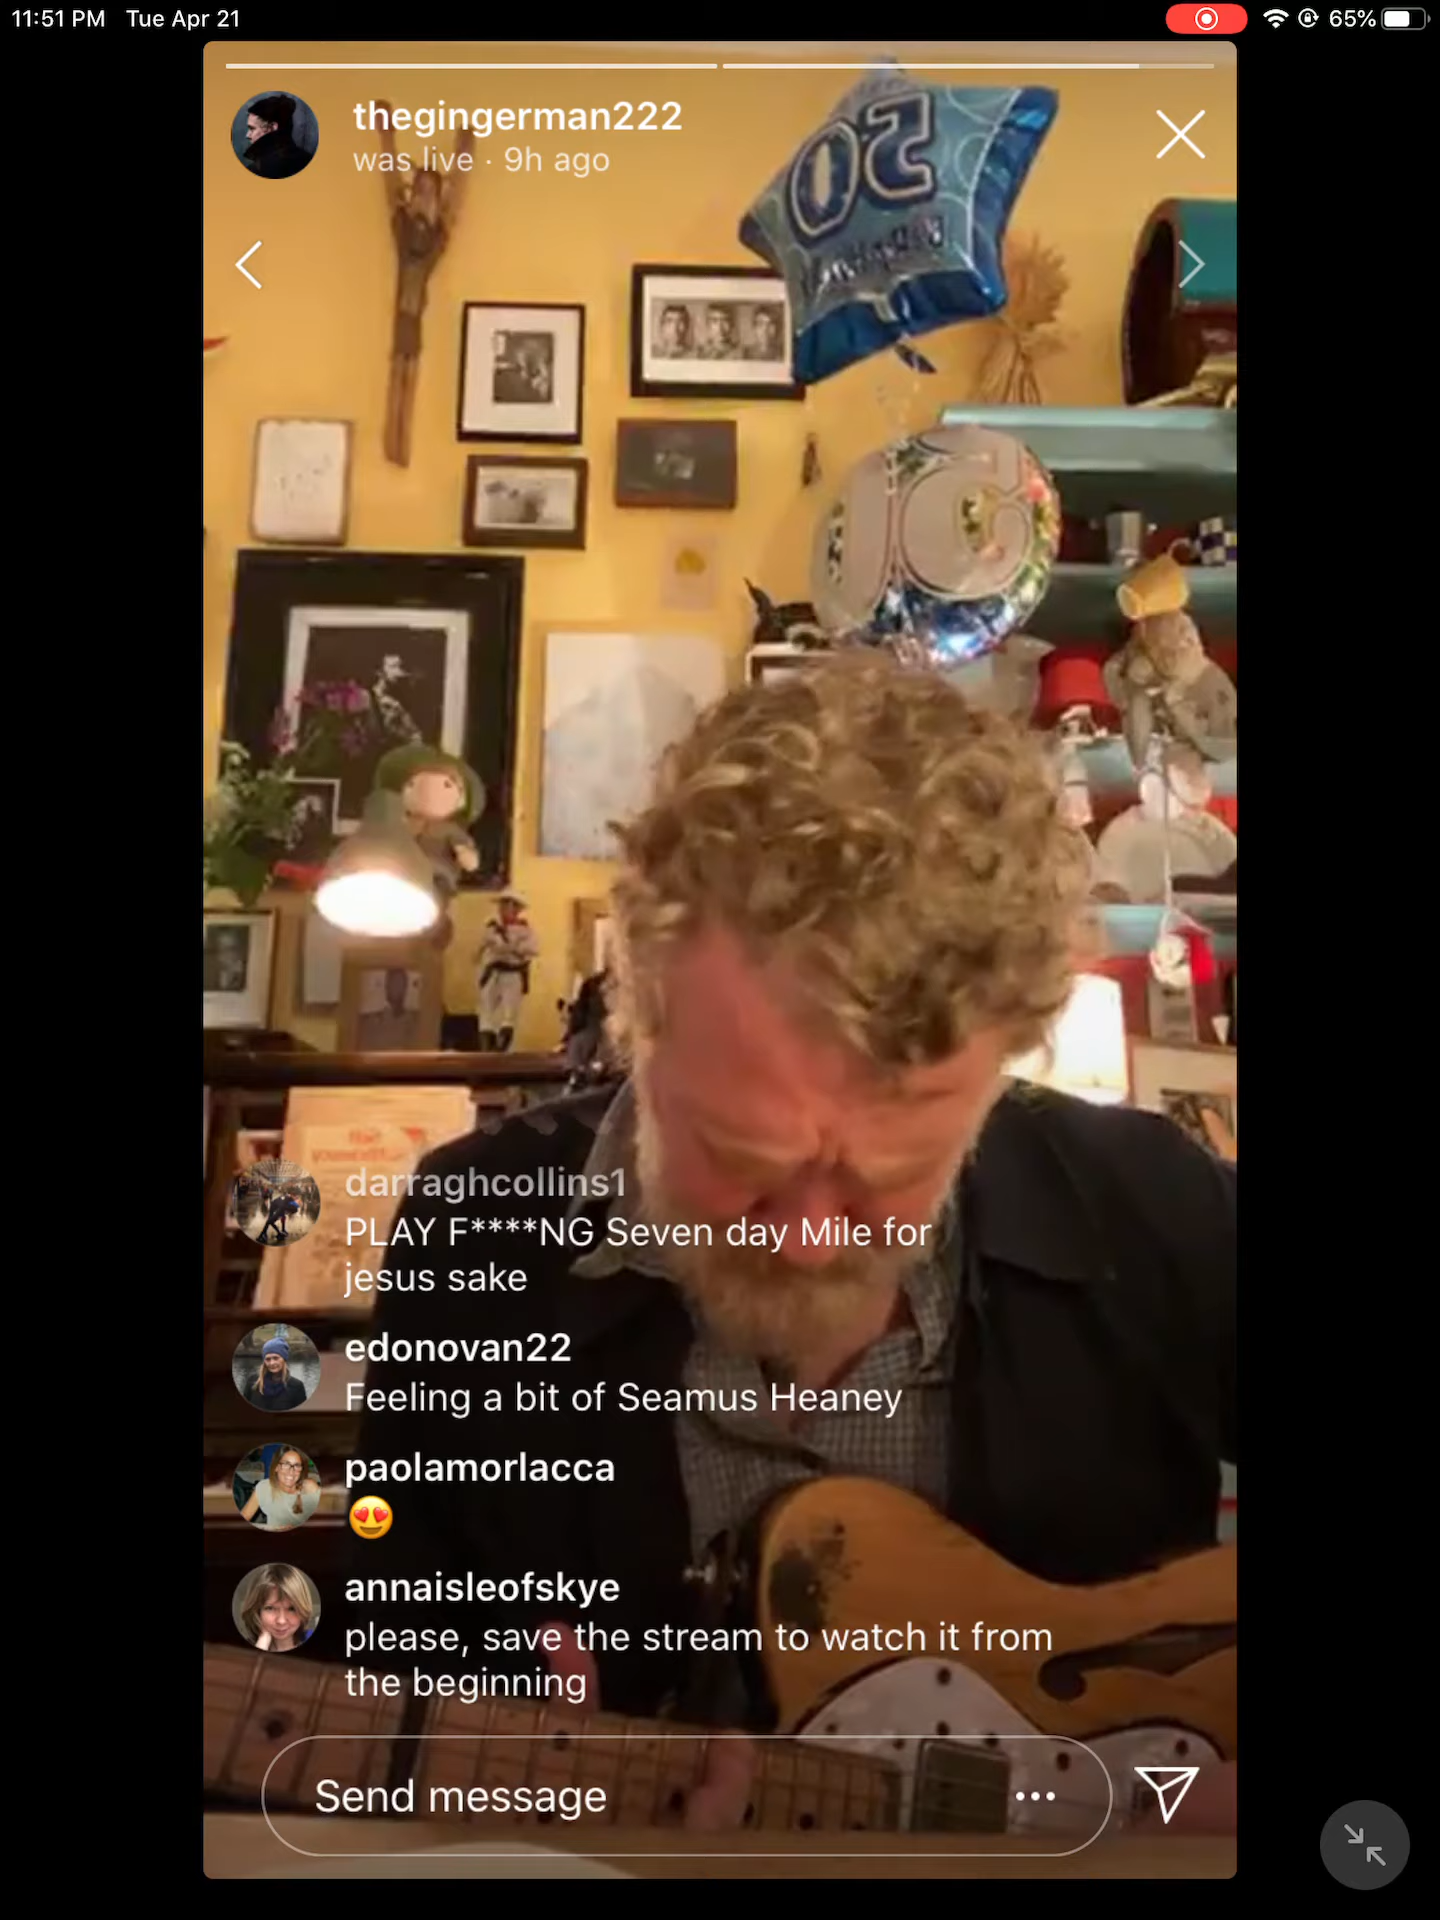 11:51 PM Tue Apr 21
65%
thegingerman222
was live · 9h ago
50
darraghcollins1
PLAY F****NG Seven day Mile for
jesus sake
edonovan22
Feeling a bit of Seamus Heaney
paolamorlacca
😍
annaisleofskye
please, save the stream to watch it from
the beginning
Send message